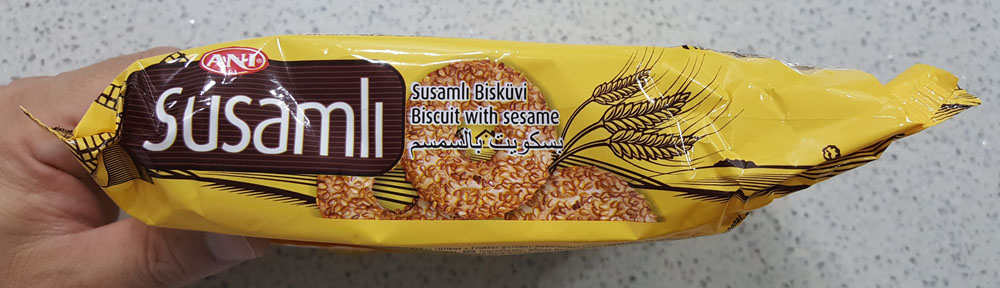 ANI
susamlı
Susamlı Bisküvi
Biscuit with sesame
بسكويت بالسمسم